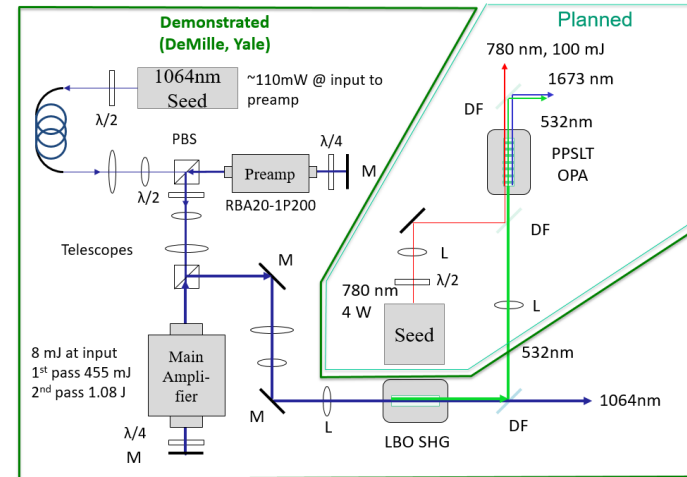 Demonstrated
(DeMille, Yale)
Planned
780 nm, 100 mJ
1673 nm
1064nm
Seed
~110mW @ input to
preamp
DF
532nm
λ/2
PBS
λ/4
PPSLT
OPA
M
Preamp
λ/2
RBA20-1P200
DF
Telescopes
L
M
780 nm
4 W
λ/2
L
Seed
8 mJ at input
1st pass 455 mJ
2nd pass 1.08 J
Main
Ampli-
fier
532nm
1064nm
λ/4
M
M
L
LBO SHG
DF